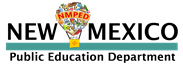 NMPED
NEW MEXICO
Public Education Department